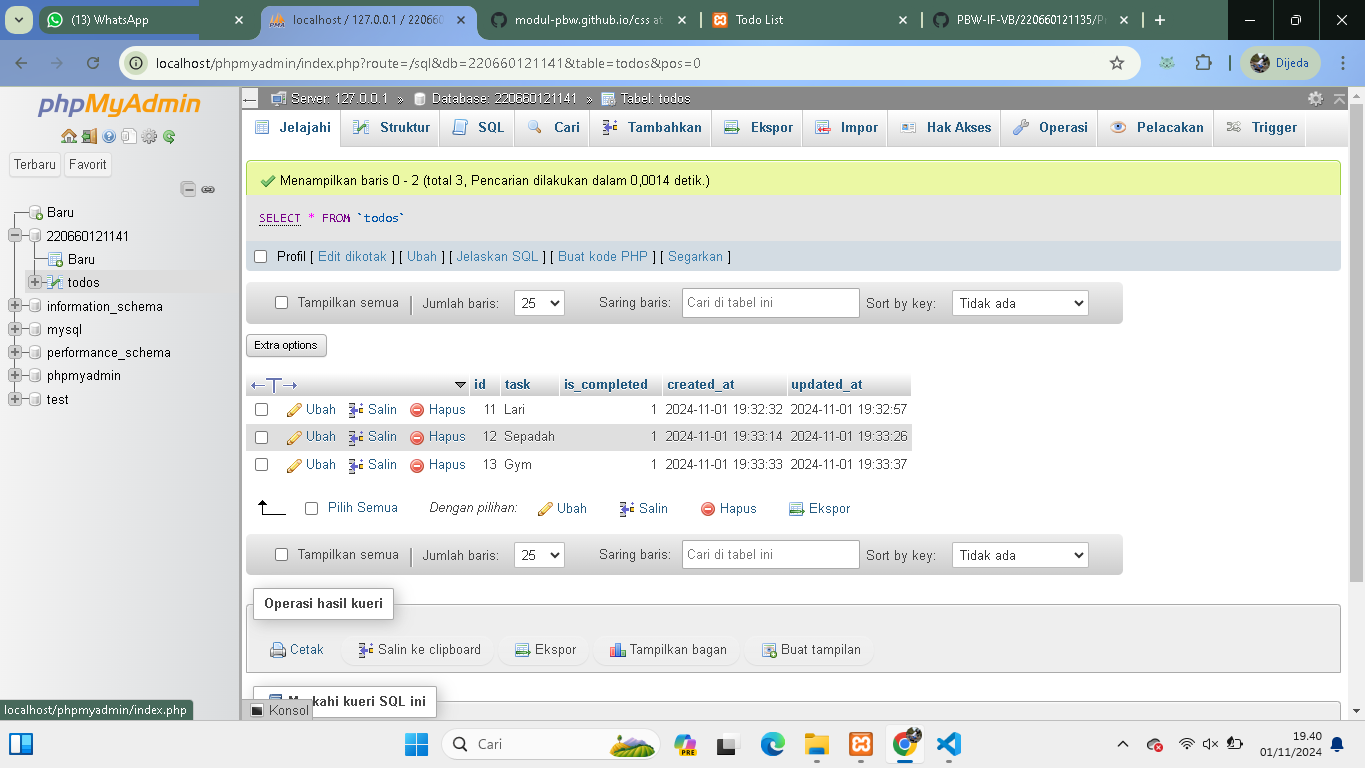 (13) WhatsApp
localhost / 127.0.0.1 / 220660
modul-pbw.github.io/css at
Todo List
PBW-IF-VB/220660121135/P
localhost/phpmyadmin/index.php?route=/sql&db=220660121141&table=todos&pos=0
Dijeda
phpMyAdmin
Terbaru Favorit
Baru
220660121141
Baru
todos
information_schema
mysql
performance_schema
phpmyadmin
test
Server: 127.0.0.1 » Database: 220660121141 » Tabel: todos
Jelajahi Struktur SQL Cari Tambahkan Ekspor Impor Hak Akses Operasi Pelacakan Trigger
Menampilkan baris 0 - 2 (total 3, Pencarian dilakukan dalam 0,0014 detik.)
SELECT * FROM `todos`
Profil [ Edit dikotak ] [ Ubah ] [ Jelaskan SQL ] [ Buat kode PHP ] [ Segarkan ]
Tampilkan semua | Jumlah baris: 25 Saring baris: Cari di tabel ini Sort by key: Tidak ada
Extra options
←T→ id task is_completed created_at updated_at
Ubah Salin Hapus 11 Lari 1 2024-11-01 19:32:32 2024-11-01 19:32:57
Ubah Salin Hapus 12 Sepadah 1 2024-11-01 19:33:14 2024-11-01 19:33:26
Ubah Salin Hapus 13 Gym 1 2024-11-01 19:33:33 2024-11-01 19:33:37
Pilih Semua Dengan pilihan: Ubah Salin Hapus Ekspor
Tampilkan semua | Jumlah baris: 25 Saring baris: Cari di tabel ini Sort by key: Tidak ada
Operasi hasil kueri
Cetak Salin ke clipboard Ekspor Tampilkan bagan Buat tampilan
kahi kueri SQL ini
Konsol
localhost/phpmyadmin/index.php
Cari
PRE
19.40
01/11/2024